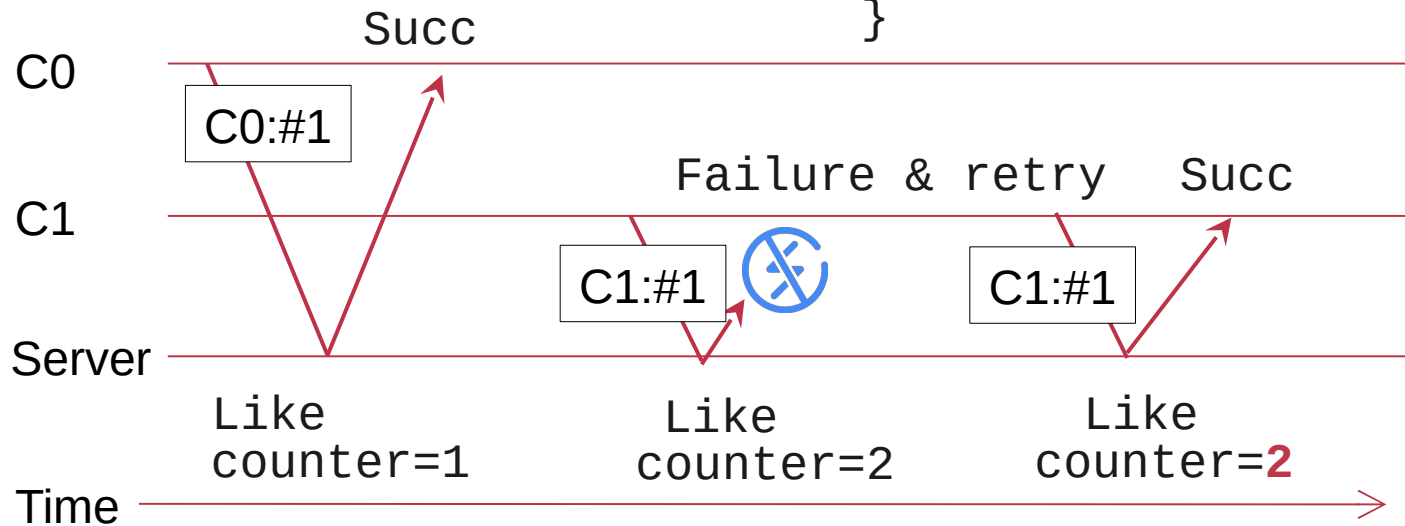 }
Succ
C0
C0:#1
Failure & retry Succ
C1
C1:#1
C1:#1
Server
Like
counter=1
Like
counter=2
Like
counter=2
Time